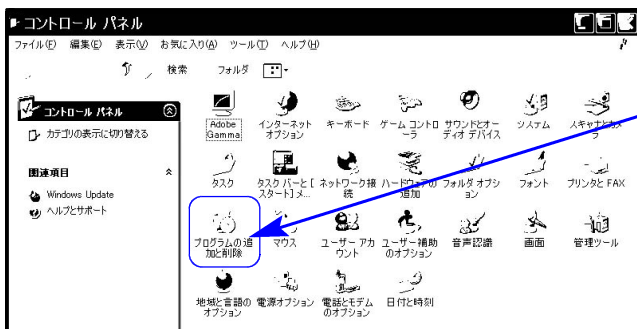 コントロール パネル
ファイル(F) 編集(E) 表示(V) お気に入り(A) ツール(T) ヘルプ(H)
検索 フォルダ
コントロール パネル
カテゴリの表示に切り替える
関連項目
Windows Update
ヘルプとサポート
Adobe
Gamma
インターネット
オプション
キーボード
ゲーム コントロ
ーラ
サウンドとオー
ディオ デバイス
システム
スキャナとカメ
ラ
タスク
タスク バーと [
スタート] メ...
ネットワーク接
続
ハードウェアの
追加
フォルダ オプシ
ョン
フォント
プリンタと FAX
プログラムの追
加と削除
マウス
ユーザー アカ
ウント
ユーザー補助
のオプション
音声認識
画面
管理ツール
地域と言語の
オプション
電源オプション
電話とモデム
のオプション
日付と時刻